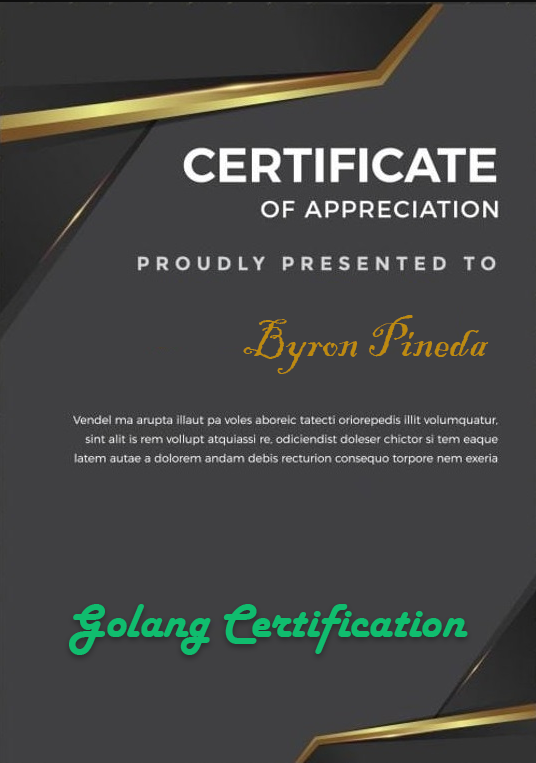 CERTIFICATE
OF APPRECIATION
PROUDLY PRESENTED TO
Byron Pineda
Vendel ma arupta illaut pa voles aboreic tatecti oriorepedis illit volumquatur,
sint alit is rem vollupt atquiassi re, odiciendist doleser chictor si tem eaque
latem autae a dolorem andam debis recturion consequo torpore nem exeria
Golang Certification